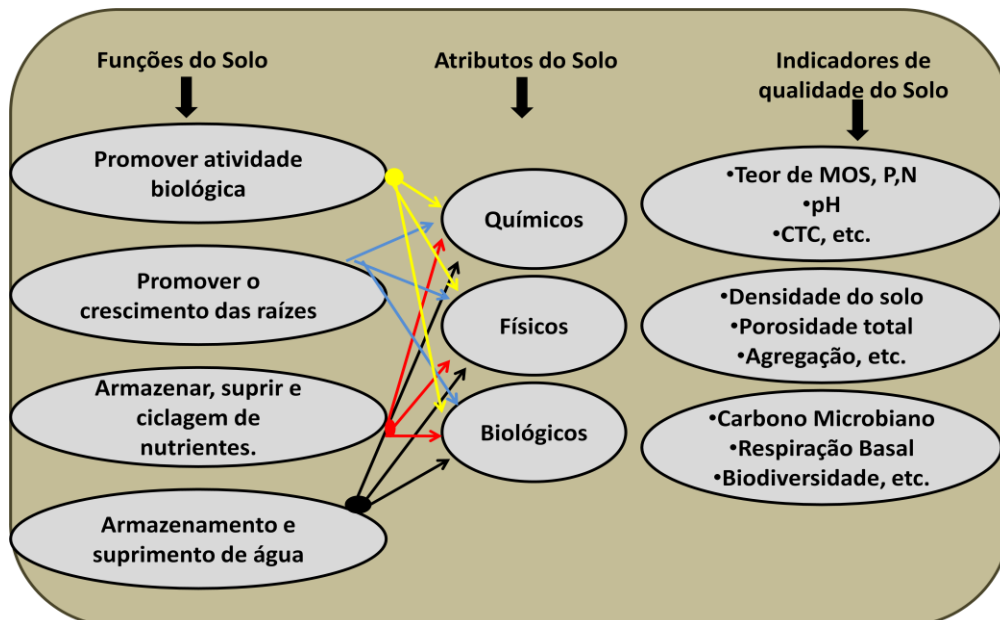 Funções do Solo
Promover atividade
biológica
Promover o
crescimento das raízes
Armazenar, suprir e
ciclagem de
nutrientes.
Armazenamento e
suprimento de água
Atributos do Solo
Químicos
Físicos
Biológicos
Indicadores de
qualidade do Solo
•Teor de MOS, P,N
•pH
•CTC, etc.
•Densidade do solo
•Porosidade total
•Agregação, etc.
•Carbono Microbiano
•Respiração Basal
•Biodiversidade, etc.